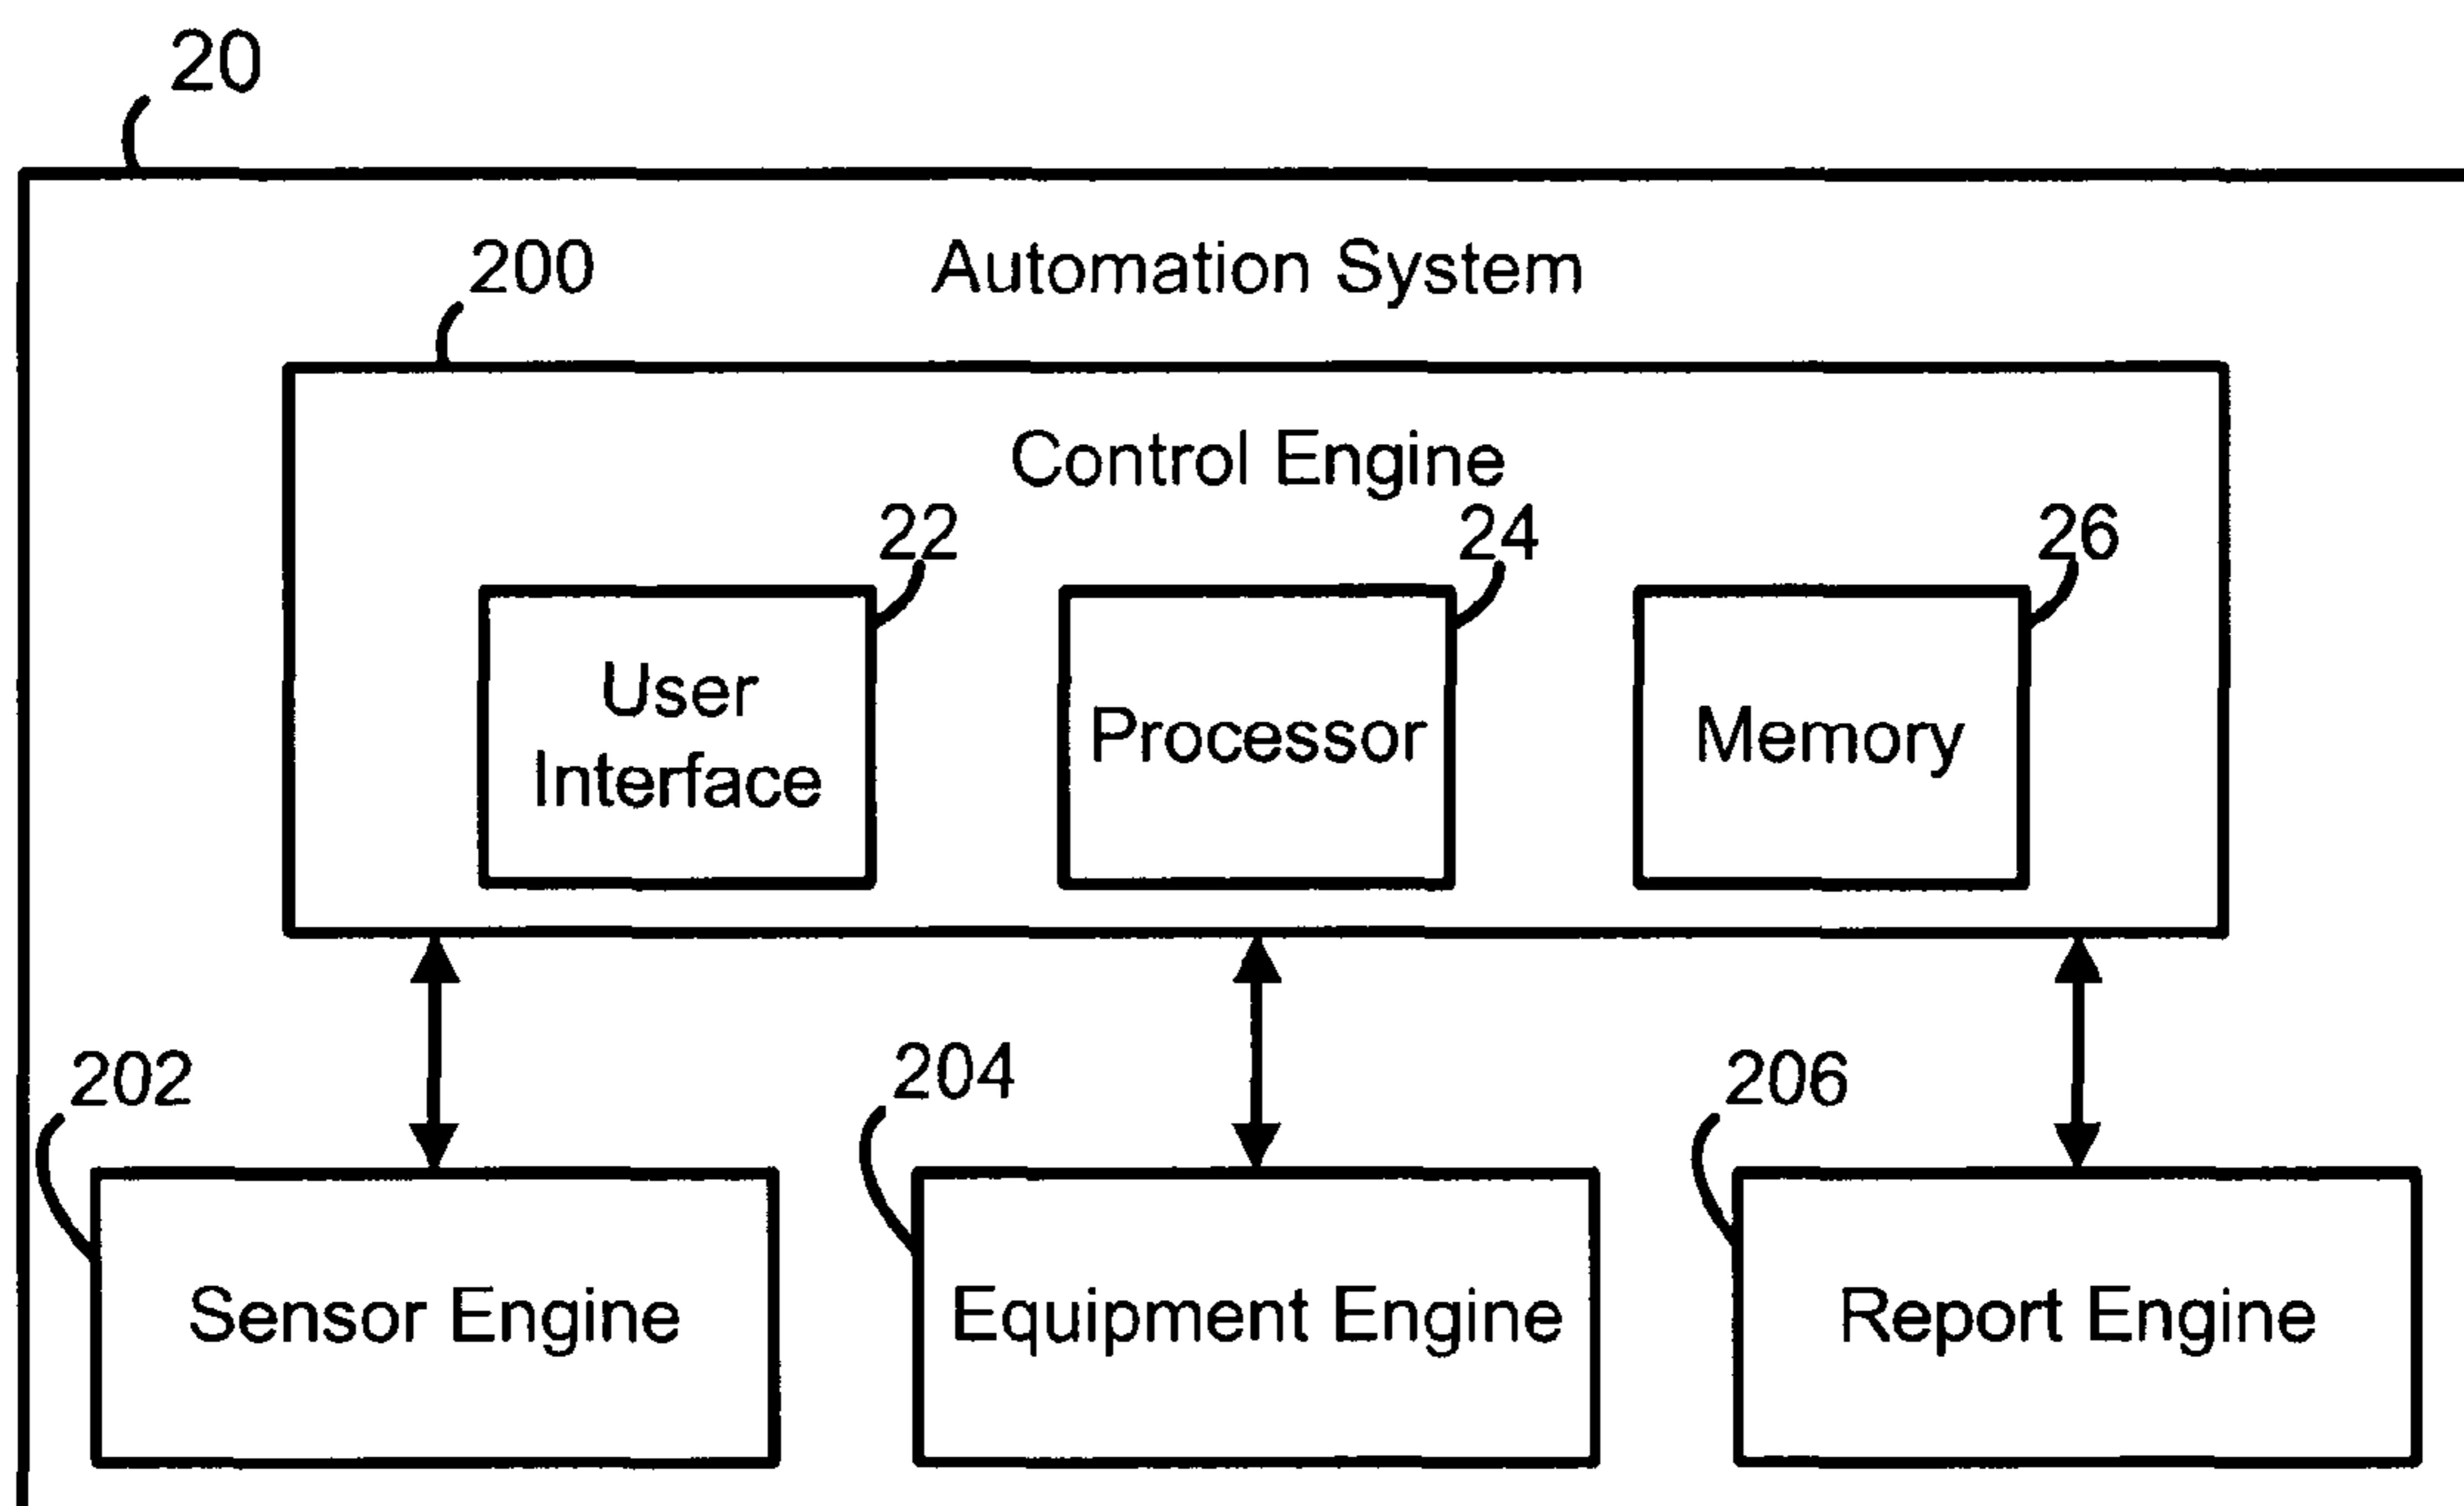 20
200
Automation System
Control Engine
22
24
26
User
Interface
Processor
Memory
202
204
206
Sensor Engine
Equipment Engine
Report Engine